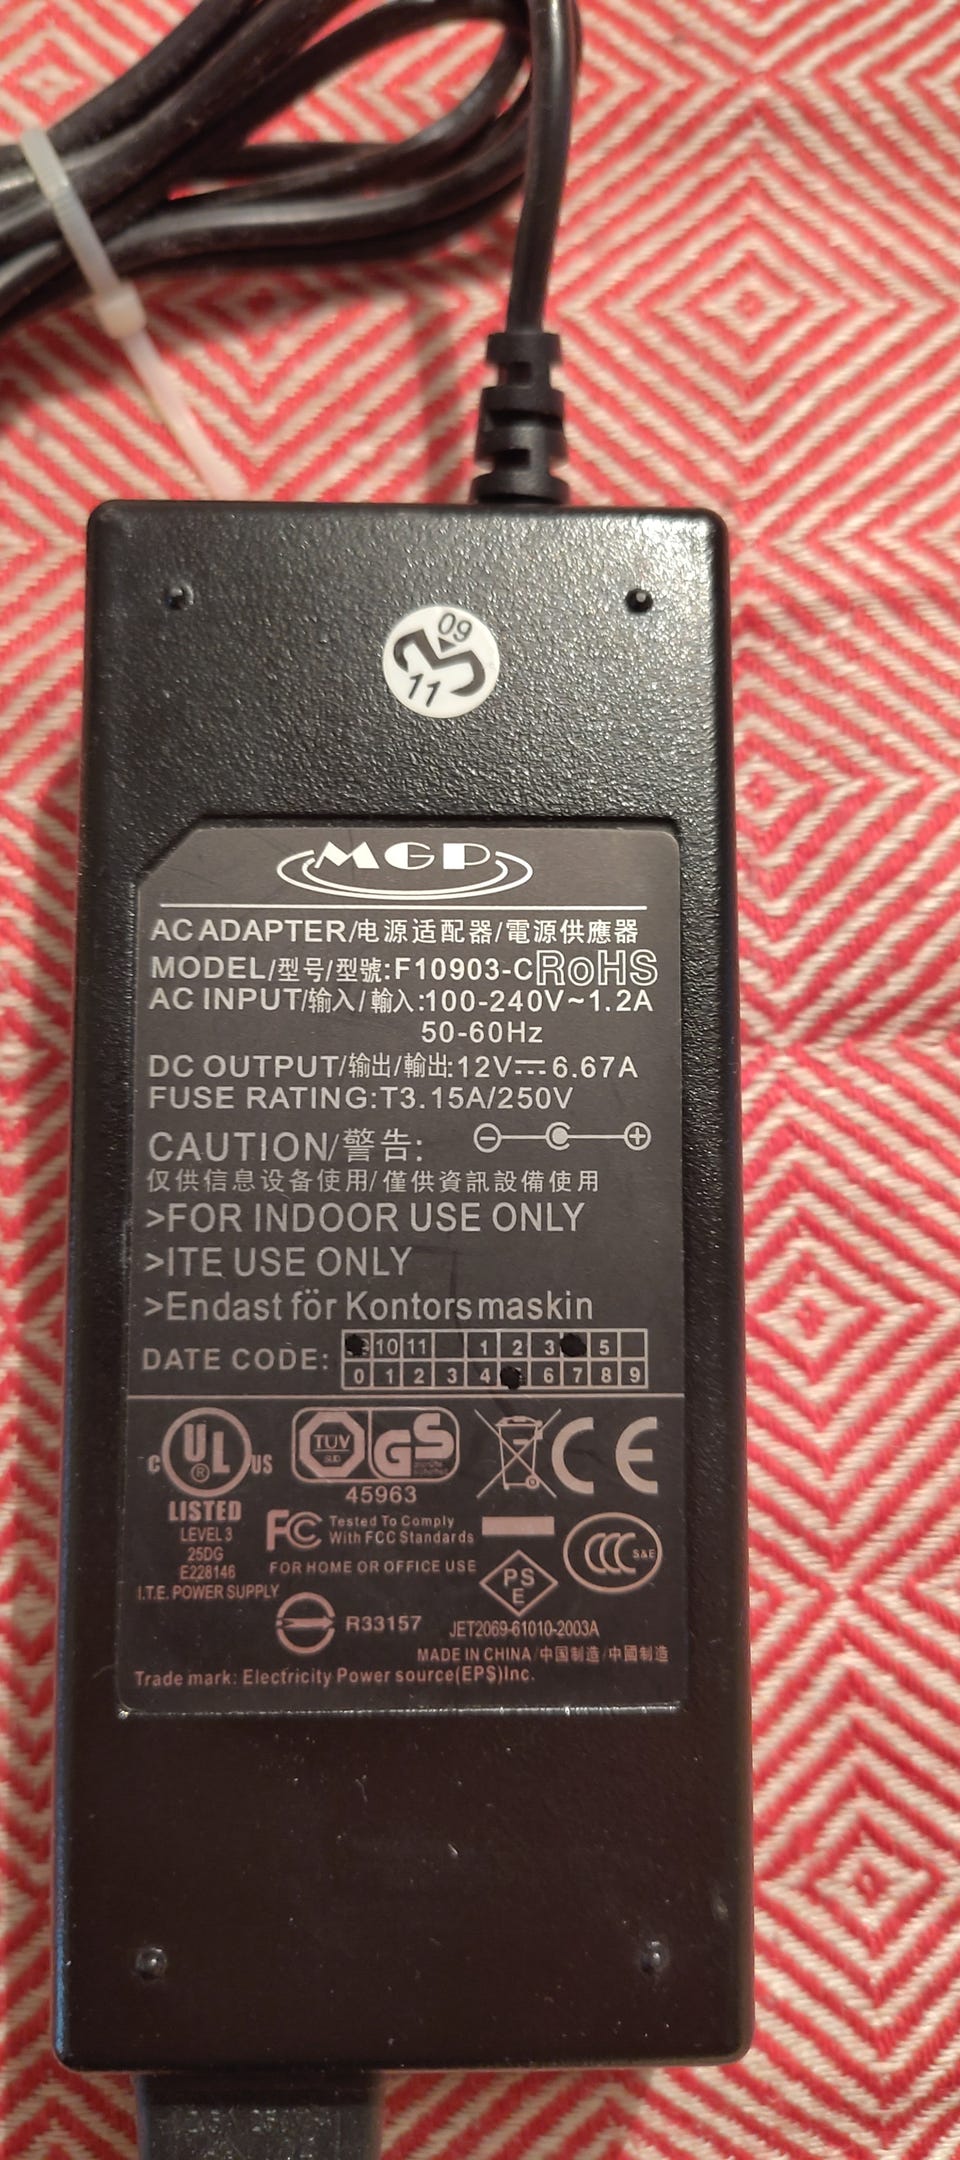 09
11
MGP
AC ADAPTER/电源适配器/電源供應器
MODEL/型号/型號:F10903-C RoHS
AC INPUT/输入/輸入:100-240V~1.2A
50-60Hz
DC OUTPUT/输出/輸出:12V⎓6.67A
FUSE RATING:T3.15A/250V
CAUTION/警告:
仅供信息设备使用/僅供資訊設備使用
>FOR INDOOR USE ONLY
>ITE USE ONLY
>Endast för Kontorsmaskin
DATE CODE:
10 11 1 2 3 5
0 1 2 3 4 6 7 8 9
c UL ® US
LISTED
LEVEL 3
25DG
E228146
I.T.E. POWER SUPPLY
TÜV
SÜD
GS
45963
CE
FC Tested To Comply
With FCC Standards
FOR HOME OR OFFICE USE
PS
E
CCC S&E
R33157
JET2069-61010-2003A
MADE IN CHINA/中国制造/中國製造
Trade mark: Electricity Power source(EPS)Inc.